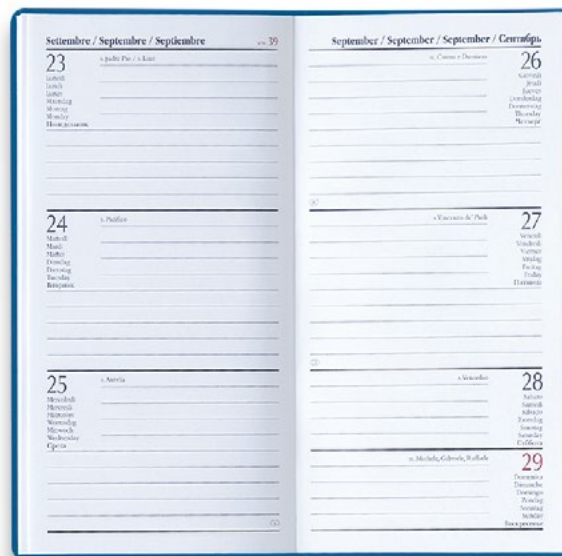 Settembre / Septembre / Septiembre
39
23
s. Padre Pio / s. Lino
Lunedì
Lundi
Lunes
Maandag
Montag
Monday
Понедельник
24
s. Pacifico
Martedì
Mardi
Martes
Dinsdag
Dienstag
Tuesday
Вторник
25
s. Aurelia
Mercoledì
Mercredi
Miércoles
Woensdag
Mittwoch
Wednesday
Среда
September / September / September / Сентябрь
26
ss. Cosma e Damiano
Giovedì
Jeudi
Jueves
Donderdag
Donnerstag
Thursday
Четверг
27
s. Vincenzo de' Paoli
Venerdì
Vendredi
Viernes
Vrijdag
Freitag
Friday
28
s. Venceslao
Sabato
Samedi
Sábado
Zaterdag
Samstag
Saturday
Суббота
29
ss. Michele, Gabriele, Raffaele
Domenica
Dimanche
Domingo
Zondag
Sonntag
Sunday
Воскресенье